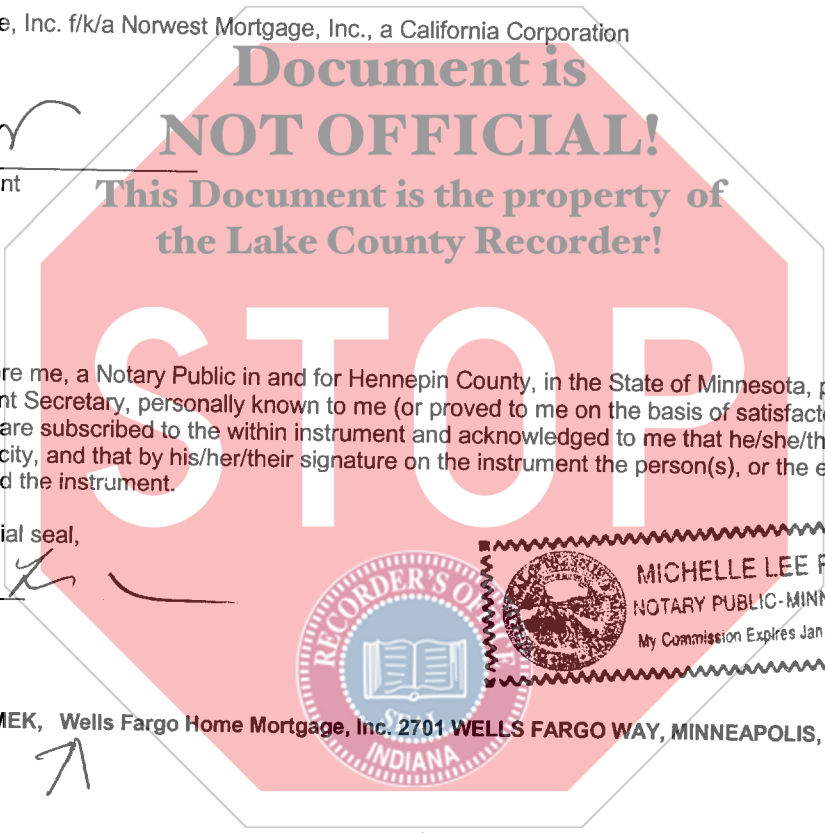 e, Inc. f/k/a Norwest Mortgage, Inc., a California Corporation
Document is
NOT OFFICIAL!
nt
This Document is the property of
the Lake County Recorder!
STOP
re me, a Notary Public in and for Hennepin County, in the State of Minnesota, p
nt Secretary, personally known to me (or proved to me on the basis of satisfacto
are subscribed to the within instrument and acknowledged to me that he/she/th
city, and that by his/her/their signature on the instrument the person(s), or the e
d the instrument.
ial seal,
RECORDER'S OFFICE
SEAL
INDIANA
MICHELLE LEE
NOTARY PUBLIC-MINN
My Commission Expires Jan
MEK, Wells Fargo Home Mortgage, Inc. 2701 WELLS FARGO WAY, MINNEAPOLIS,